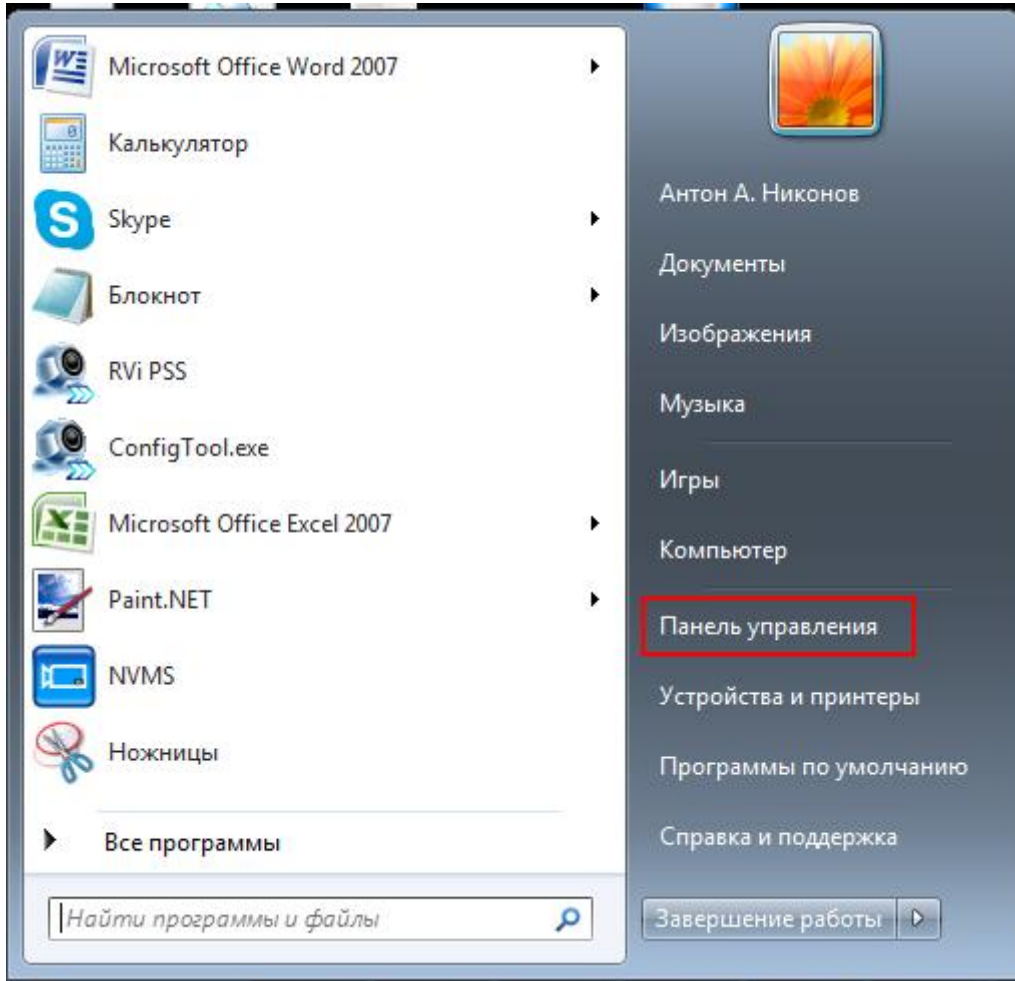 Microsoft Office Word 2007
Калькулятор
Skype
Блокнот
RVi PSS
ConfigTool.exe
Microsoft Office Excel 2007
Paint.NET
NVMS
Ножницы
Все программы
Найти программы и файлы
Антон А. Никонов
Документы
Изображения
Музыка
Игры
Компьютер
Панель управления
Устройства и принтеры
Программы по умолчанию
Справка и поддержка
Завершение работы